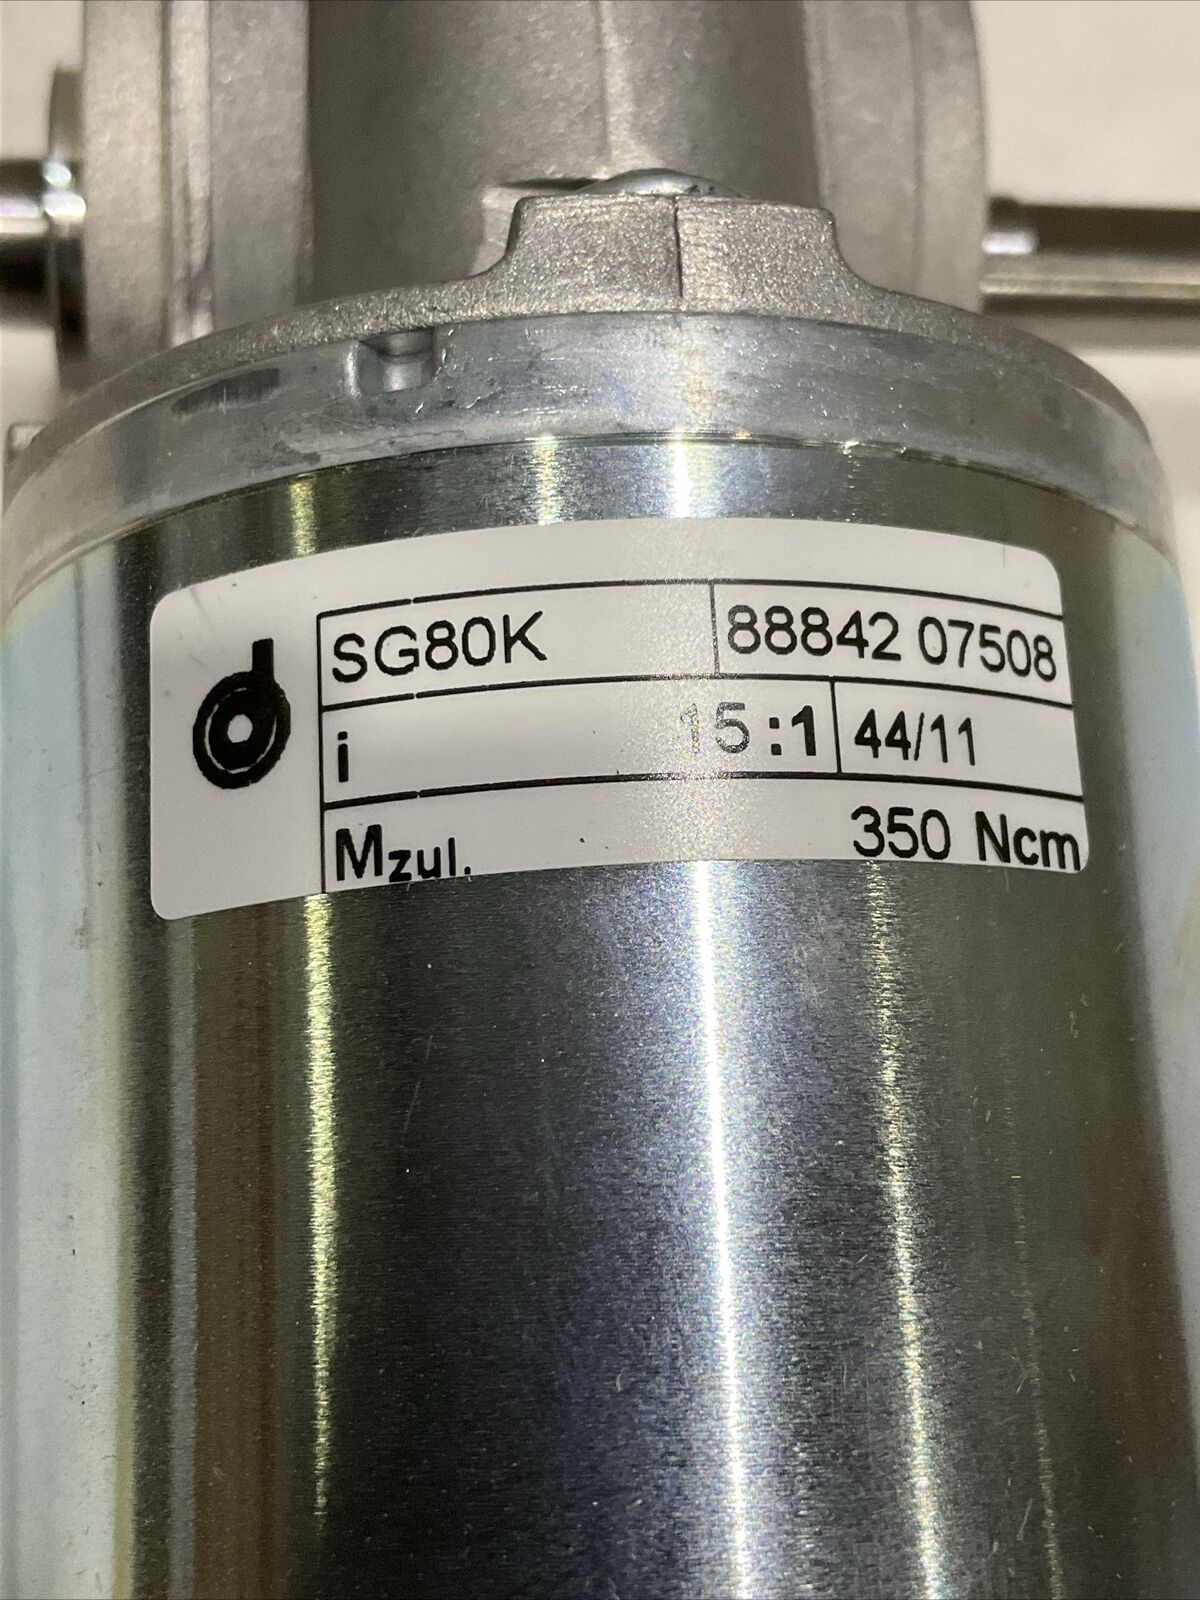 SG80K 88842 07508
i 15 :1 44/11
Mzul. 350 Ncm